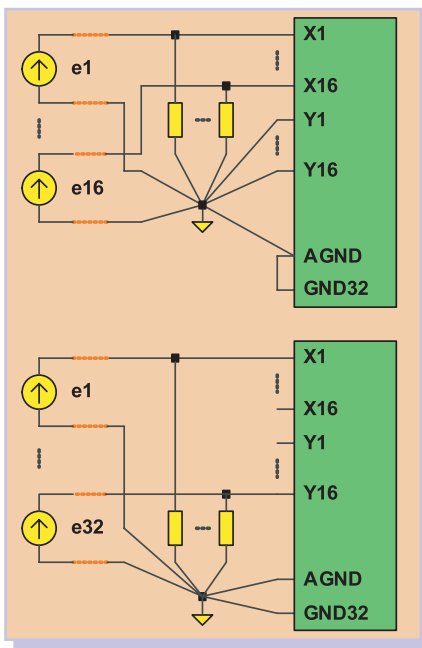 X1
e1
X16
Y1
e16
Y16
AGND
GND32
X1
e1
X16
Y1
Y16
e32
AGND
GND32